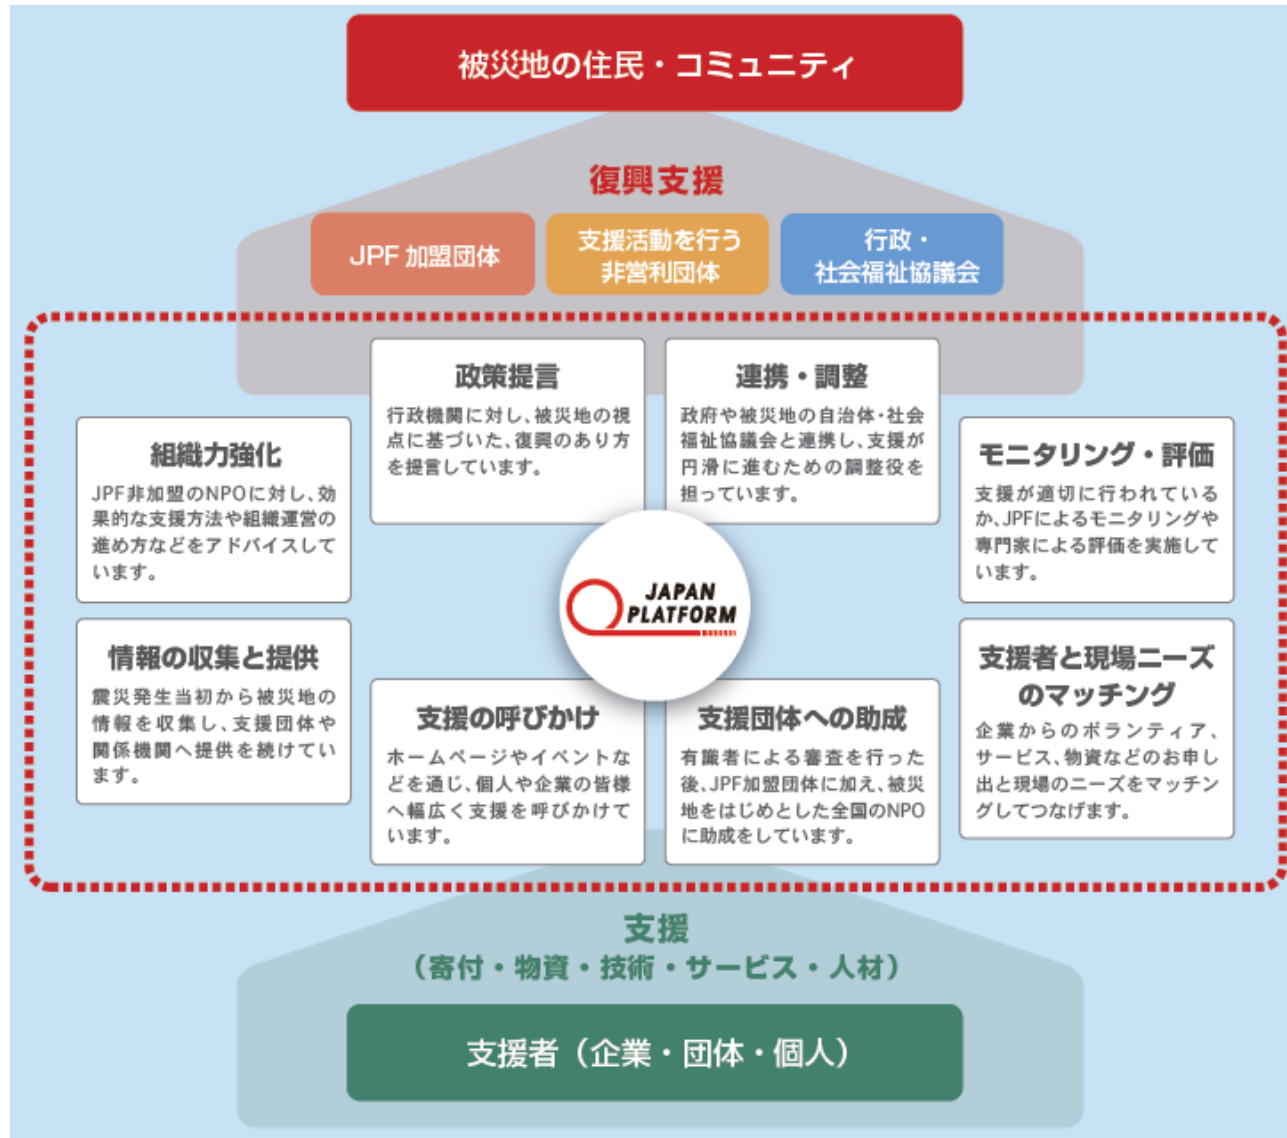 被災地の住民・コミュニティ
復興支援
JPF 加盟団体
支援活動を行う
非営利団体
行政・
社会福祉協議会
政策提言
行政機関に対し、被災地の視
点に基づいた、復興のあり方
を提言しています。
連携・調整
政府や被災地の自治体・社会
福祉協議会と連携し、支援が
円滑に進むための調整役を
担っています。
組織力強化
JPF非加盟のNPOに対し、効
果的な支援方法や組織運営の
進め方などをアドバイスして
います。
モニタリング・評価
支援が適切に行われている
か、JPFによるモニタリングや
専門家による評価を実施して
います。
JAPAN
PLATFORM
情報の収集と提供
震災発生当初から被災地の
情報を収集し、支援団体や
関係機関へ提供を続けてい
ます。
支援の呼びかけ
ホームページやイベントな
どを通じ、個人や企業の皆様
へ幅広く支援を呼びかけて
います。
支援団体への助成
有識者による審査を行った
後、JPF加盟団体に加え、被災
地をはじめとした全国のNPO
に助成をしています。
支援者と現場ニーズ
のマッチング
企業からのボランティア、
サービス、物資などのお申し
出と現場のニーズをマッチン
グしてつなげます。
支援
（寄付・物資・技術・サービス・人材）
支援者（企業・団体・個人）